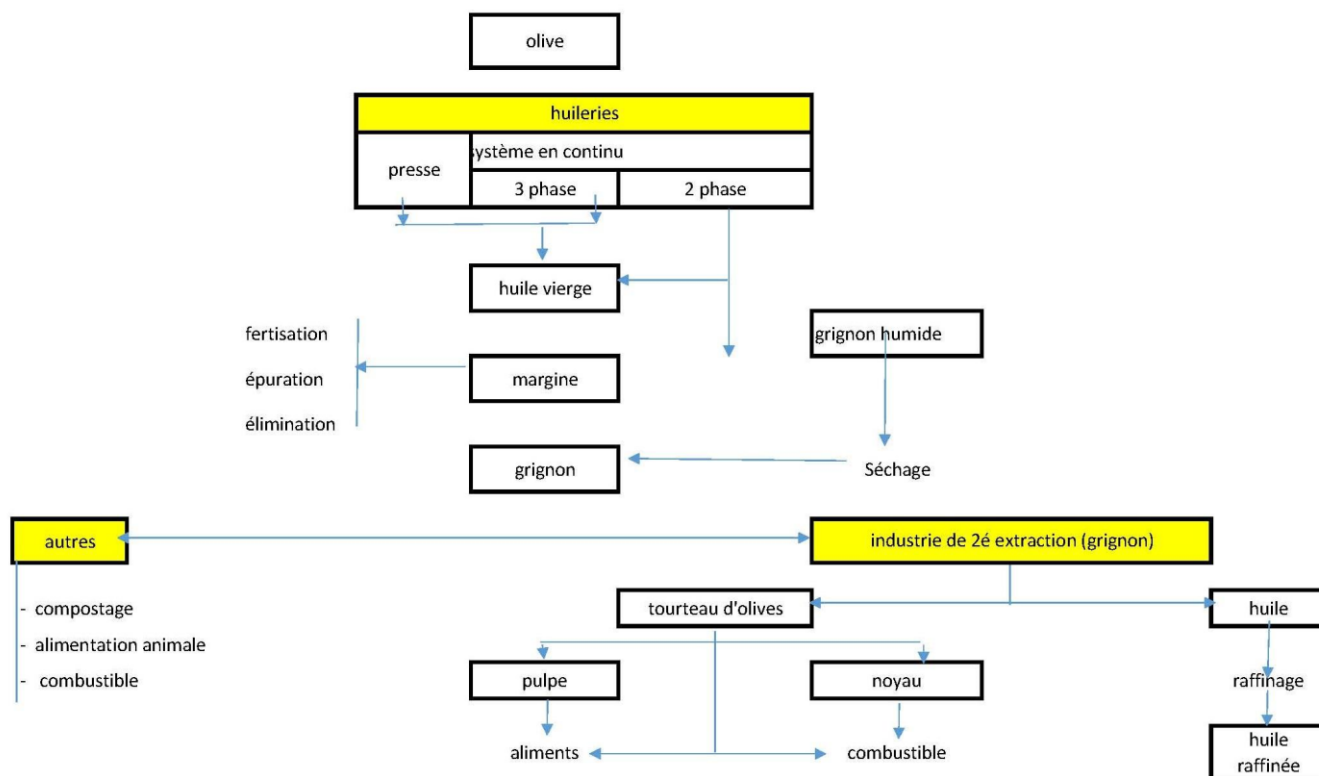 olive
huileries
presse
système en continu
3 phase
2 phase
huile vierge
fertisation
grignon humide
épuration
margine
élimination
grignon
Séchage
autres
industrie de 2é extraction (grignon)
- compostage
- alimentation animale
- combustible
tourteau d'olives
huile
pulpe
noyau
raffinage
aliments
combustible
huile
raffinée